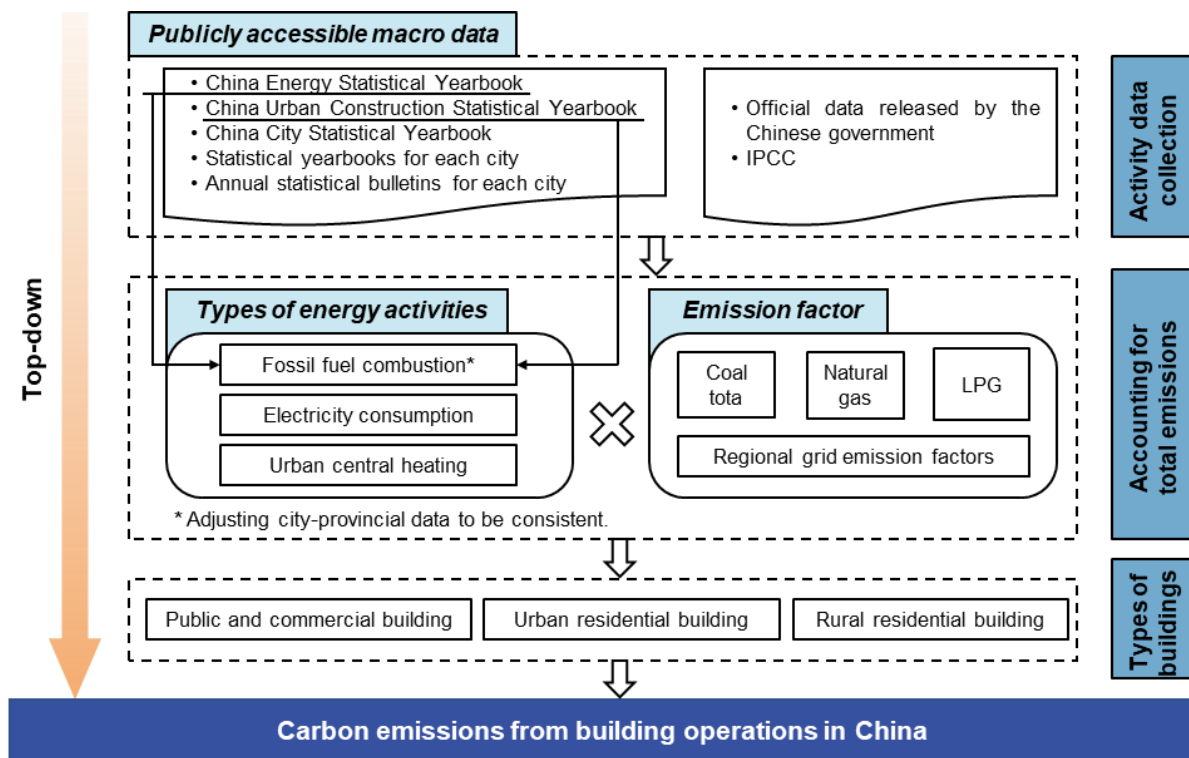 Publicly accessible macro data
• China Energy Statistical Yearbook
• China Urban Construction Statistical Yearbook
• China City Statistical Yearbook
• Statistical yearbooks for each city
• Annual statistical bulletins for each city
• Official data released by the
Chinese government
• IPCC
Activity data
collection
Top-down
Types of energy activities
Fossil fuel combustion*
Electricity consumption
Urban central heating
* Adjusting city-provincial data to be consistent.
Emission factor
Coal
tota
Natural
gas
LPG
Regional grid emission factors
Accounting for
total emissions
Public and commercial building
Urban residential building
Rural residential building
Types of
buildings
Carbon emissions from building operations in China